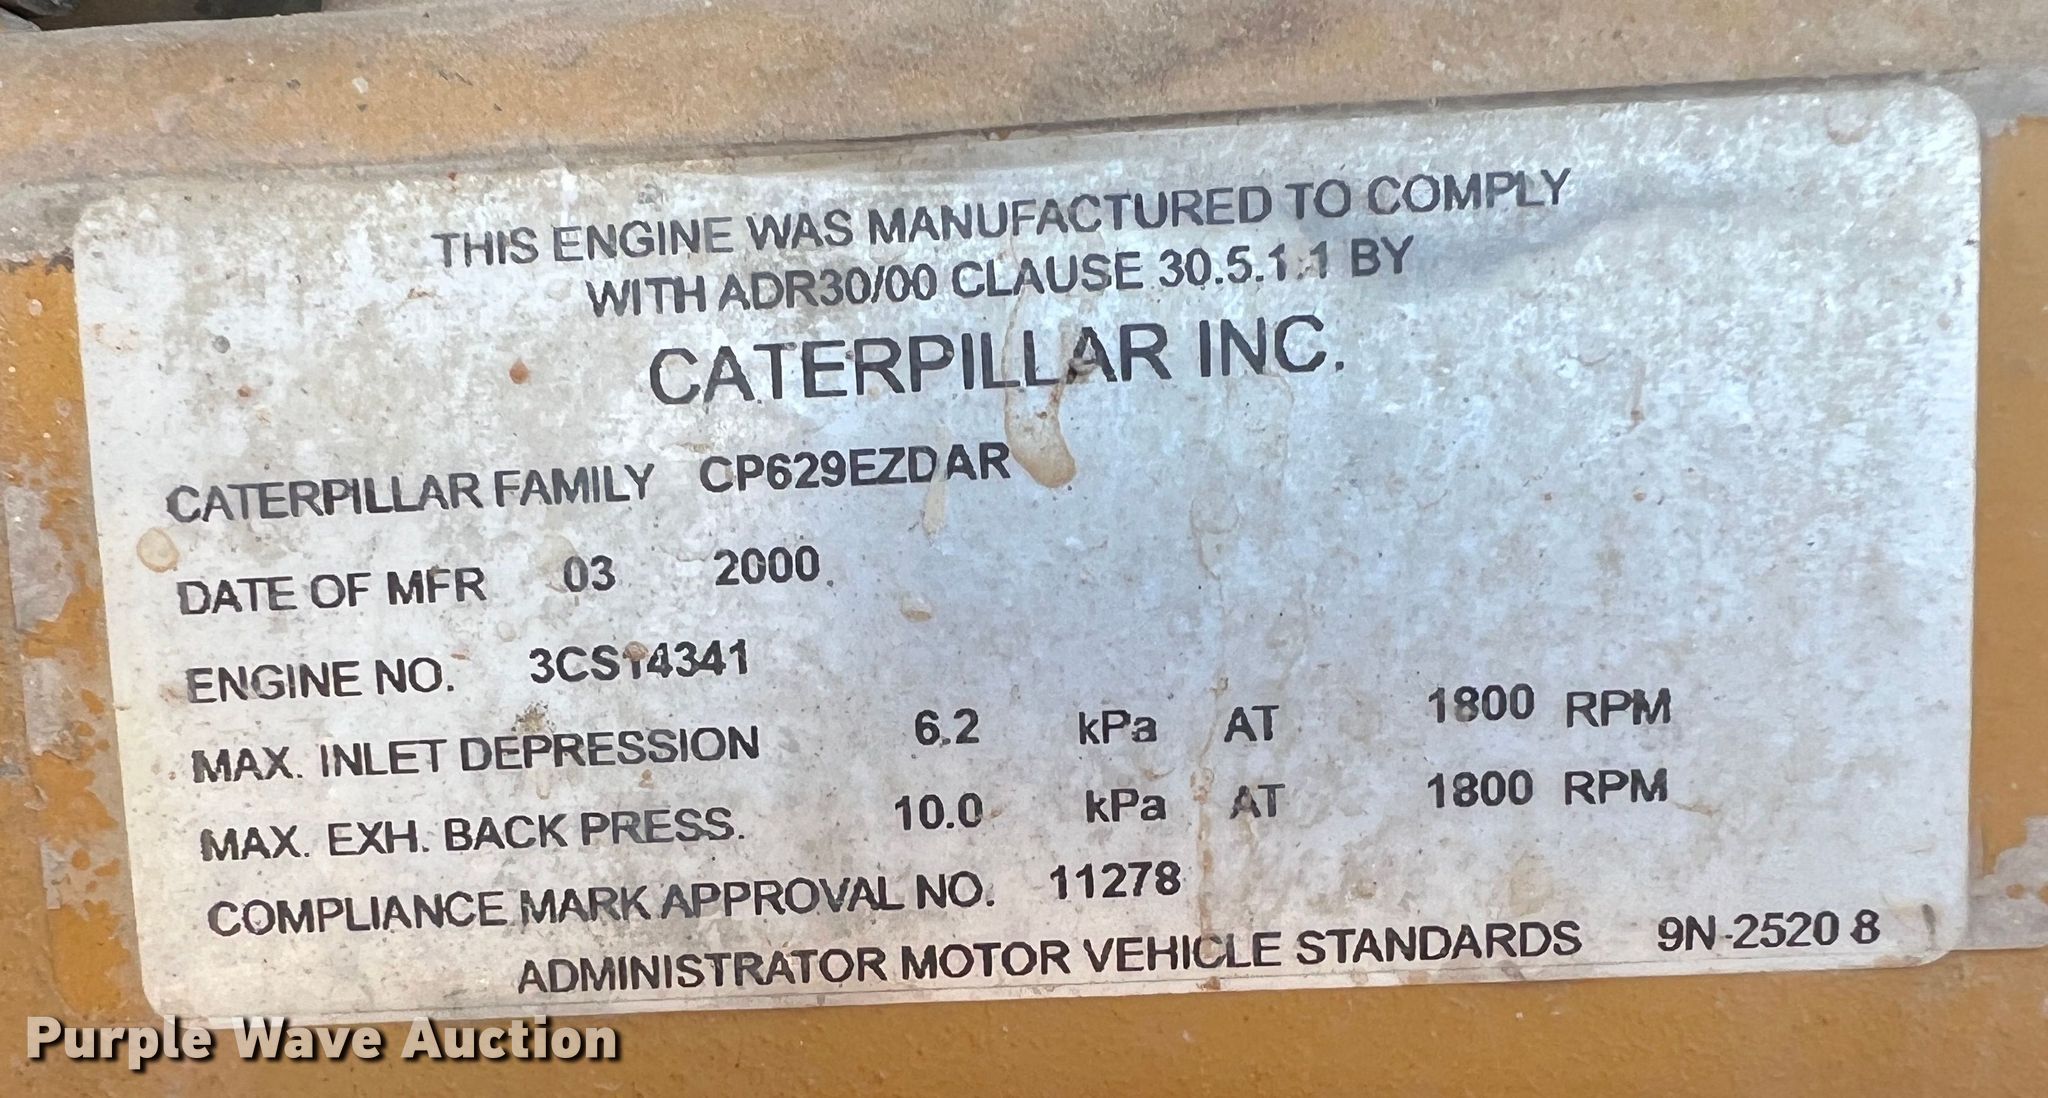 THIS ENGINE WAS MANUFACTURED TO COMPLY
WITH ADR30/00 CLAUSE 30.5.1.1 BY
CATERPILLAR INC.
CATERPILLAR FAMILY CP629EZDAR
DATE OF MFR 03 2000
ENGINE NO. 3CS14341
MAX. INLET DEPRESSION 6.2 kPa AT 1800 RPM
MAX. EXH. BACK PRESS. 10.0 kPa AT 1800 RPM
COMPLIANCE MARK APPROVAL NO. 11278
ADMINISTRATOR MOTOR VEHICLE STANDARDS 9N-2520 8
Purple Wave Auction